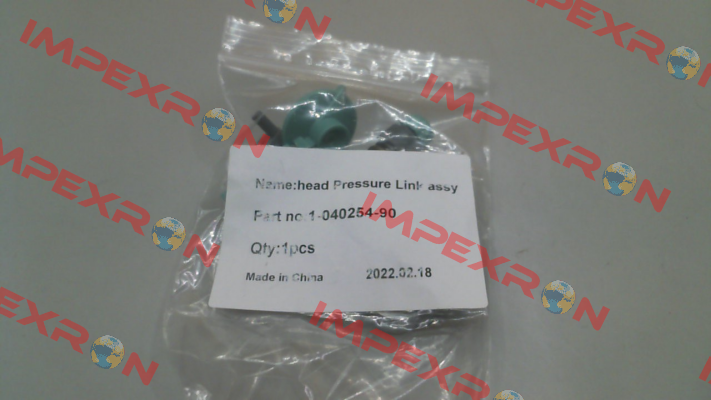 IMPEXRON
IMPEXRON
IMPEXRON
IMPEXRON
IMPEXRON
IMPEXRON
Name:head Pressure Link assy
Part no:1-040254-90
Qty:1pcs
Made in China 2022.02.18